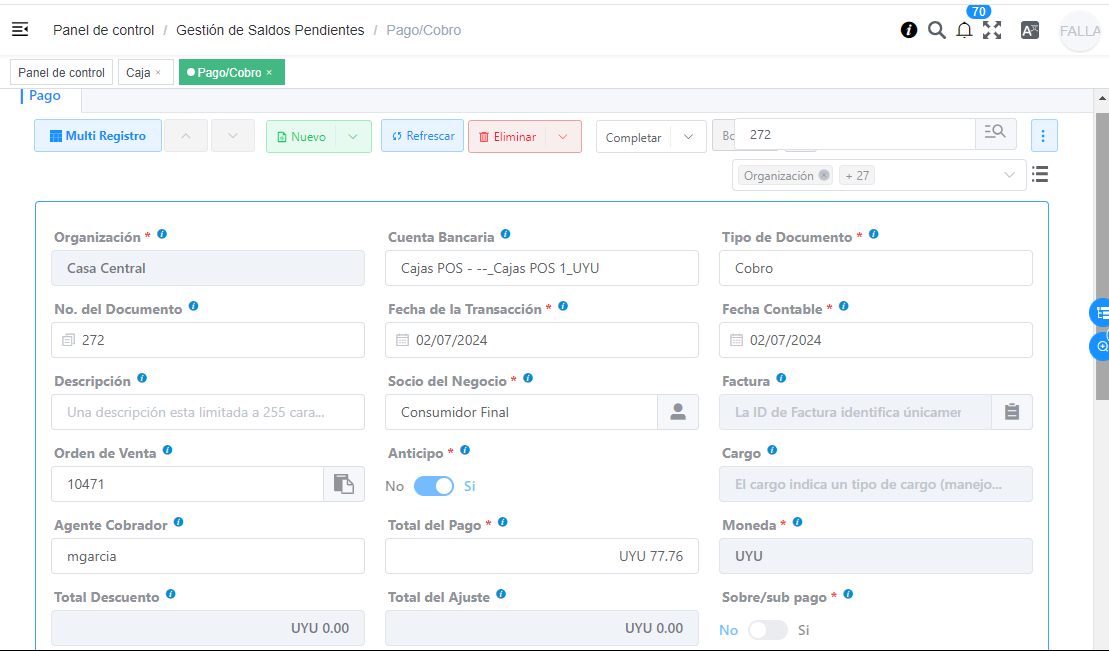 70
Panel de control / Gestión de Saldos Pendientes / Pago/Cobro
FALLA
Panel de control Caja × Pago/Cobro ×
Pago
Multi Registro Nuevo Refrescar Eliminar Completar 272
Organización + 27
Organización * Cuenta Bancaria Tipo de Documento *
Casa Central Cajas POS - --_Cajas POS 1_UYU Cobro
No. del Documento Fecha de la Transacción * Fecha Contable *
272 02/07/2024 02/07/2024
Descripción Socio del Negocio * Factura
Una descripción esta limitada a 255 cara... Consumidor Final La ID de Factura identifica únicamer
Orden de Venta Anticipo * Cargo
10471 No Si El cargo indica un tipo de cargo (manejo...
Agente Cobrador Total del Pago * Moneda *
mgarcia UYU 77.76 UYU
Total Descuento Total del Ajuste Sobre/sub pago *
UYU 0.00 UYU 0.00 No Si